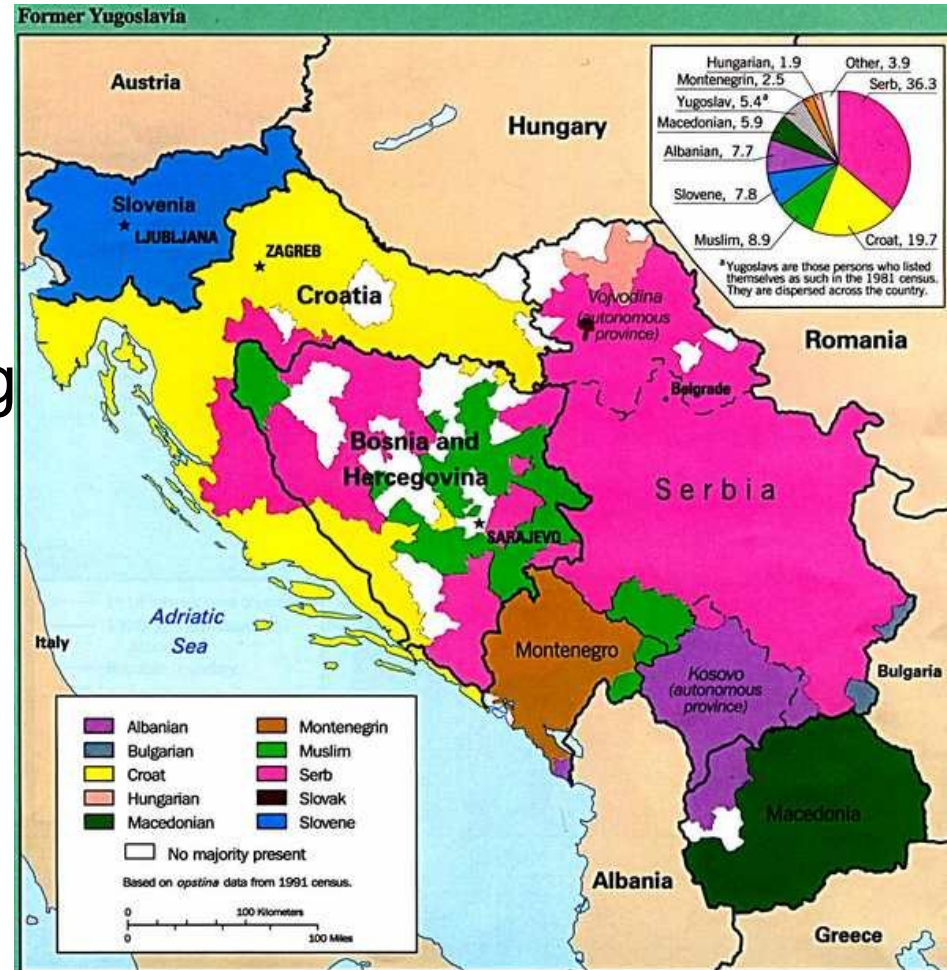 Former Yugoslavia
Austria
Hungary
Hungarian, 1.9
Other, 3.9
Montenegrin, 2.5
Serb, 36.3
Yugoslav, 5.4ᵃ
Macedonian, 5.9
Albanian, 7.7
Slovene, 7.8
Muslim, 8.9
Croat, 19.7
ᵃYugoslavs are those persons who listed
themselves as such in the 1981 census.
They are dispersed across the country.
Slovenia
★ LJUBLJANA
ZAGREB
★
Croatia
Vojvodina
(autonomous
province)
Romania
g
Belgrade
Bosnia and
Hercegovina
Serbia
★
SARAJEVO
Adriatic
Sea
Italy
Montenegro
Kosovo
(autonomous
province)
Bulgaria
Albanian
Montenegrin
Bulgarian
Muslim
Croat
Serb
Hungarian
Slovak
Macedonian
Slovene
No majority present
Based on opstina data from 1991 census.
0 100 Kilometers
0 100 Miles
Macedonia
Albania
Greece